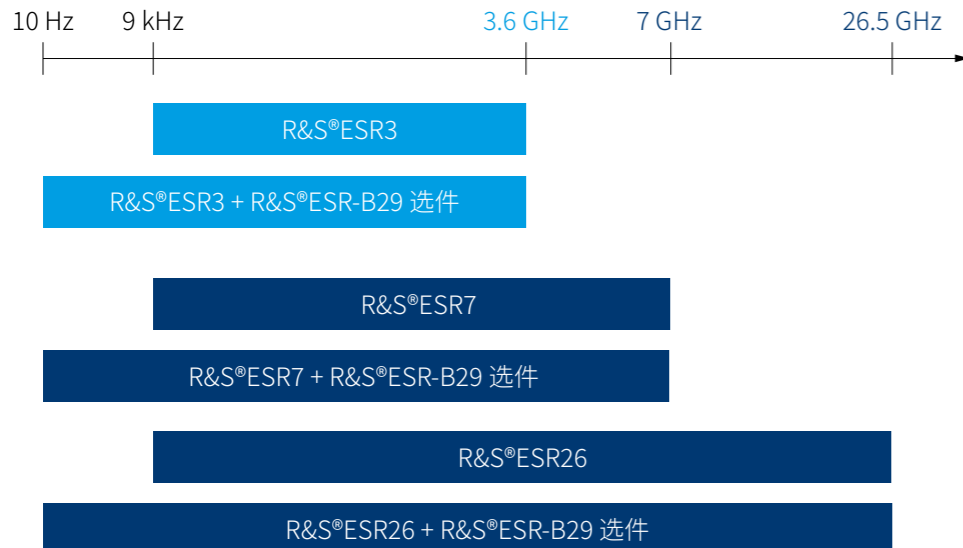 10 Hz 9 kHz 3.6 GHz 7 GHz 26.5 GHz
R&S®ESR3
R&S®ESR3 + R&S®ESR-B29 选件
R&S®ESR7
R&S®ESR7 + R&S®ESR-B29 选件
R&S®ESR26
R&S®ESR26 + R&S®ESR-B29 选件